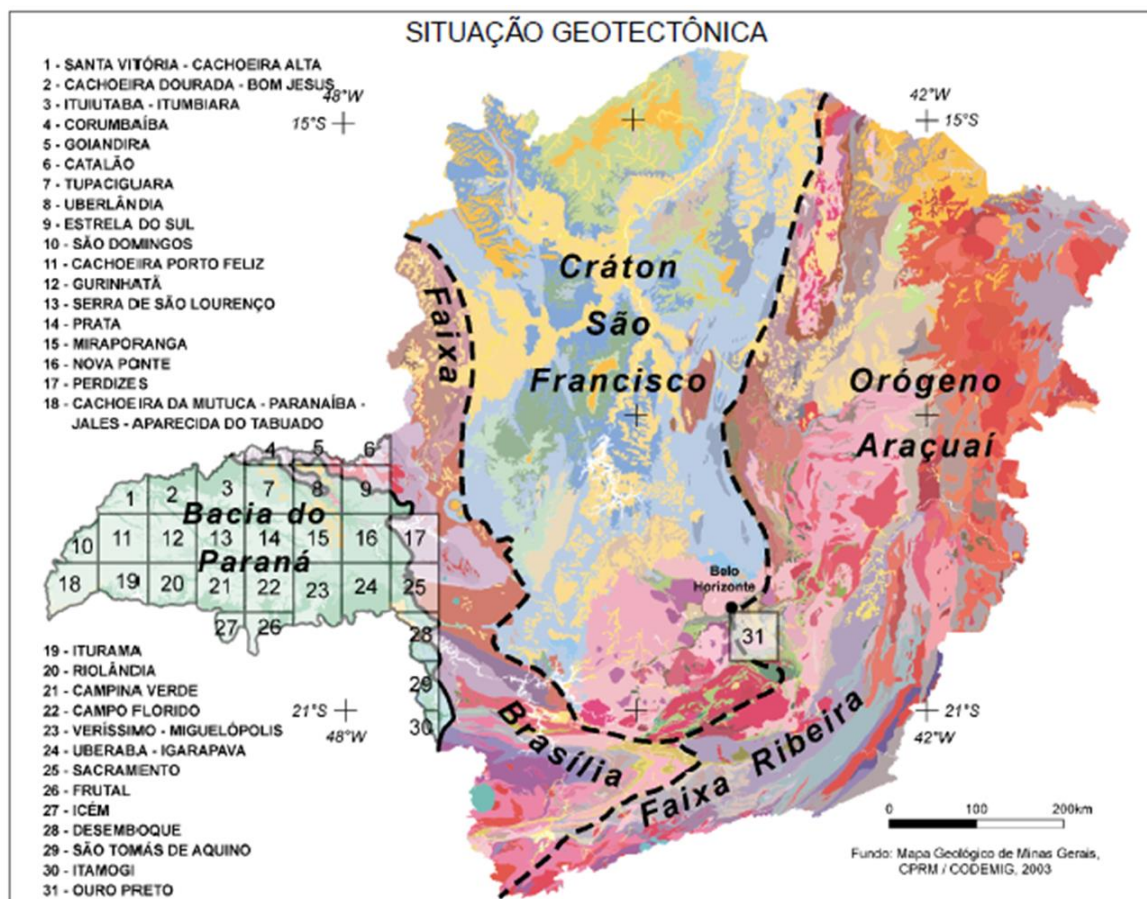 SITUAÇÃO GEOTECTÔNICA
1 - SANTA VITÓRIA - CACHOEIRA ALTA
2 - CACHOEIRA DOURADA - BOM JESUS
3 - ITUIUTABA - ITUMBIARA
4 - CORUMBAÍBA
5 - GOIANDIRA
6 - CATALÃO
7 - TUPACIGUARA
8 - UBERLÂNDIA
9 - ESTRELA DO SUL
10 - SÃO DOMINGOS
11 - CACHOEIRA PORTO FELIZ
12 - GURINHATÃ
13 - SERRA DE SÃO LOURENÇO
14 - PRATA
15 - MIRAPORANGA
16 - NOVA PONTE
17 - PERDIZES
18 - CACHOEIRA DA MUTUCA - PARANAÍBA -
JALES - APARECIDA DO TABUADO
48°W
15°S
42°W
15°S
Cráton
São
Francisco
Faixa
Orógeno
Araçuaí
4 5 6
1 2 3 7 8 9
Bacia do
10 11 12 13 14 15 16 17
Paraná
18 19 20 21 22 23 24 25
27 26 28
29
30
Belo
Horizonte
31
19 - ITURAMA
20 - RIOLÂNDIA
21 - CAMPINA VERDE
22 - CAMPO FLORIDO
23 - VERÍSSIMO - MIGUELÓPOLIS
24 - UBERABA - IGARAPAVA
25 - SACRAMENTO
26 - FRUTAL
27 - ICÉM
28 - DESEMBOQUE
29 - SÃO TOMÁS DE AQUINO
30 - ITAMOGI
31 - OURO PRETO
21°S
48°W
Brasília
Faixa Ribeira
21°S
42°W
0 100 200km
Fundo: Mapa Geológico de Minas Gerais,
CPRM / CODEMIG, 2003